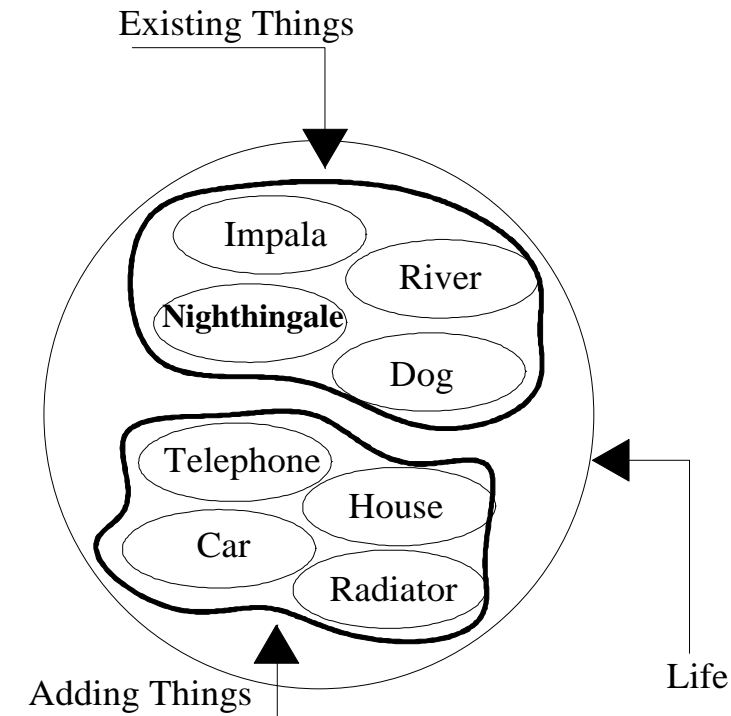 Existing Things
Impala
River
Nighthingale
Dog
Telephone
House
Car
Radiator
Life
Adding Things